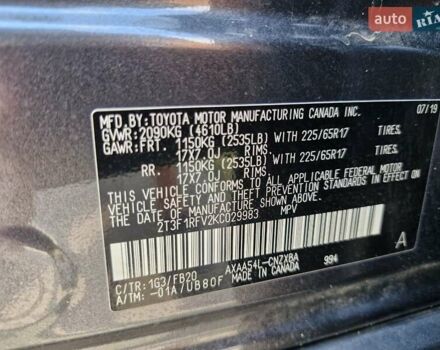 auto RIA
MFD.BY:TOYOTA MOTOR MANUFACTURING CANADA INC. 07/19
GVWR:2090KG (4610LB)
GAWR:FRT. 1150KG (2535LB) WITH 225/65R17 TIRES,
17X7.0J
RR. 1150KG (2535LB) WITH 225/65R17 TIRES,
17X7.0J
THIS VEHICLE CONFORMS TO ALL APPLICABLE FEDERAL MOTOR
VEHICLE SAFETY AND THEFT PREVENTION STANDARDS IN EFFECT
ON THE DATE OF MANUFACTURE SHOWN ABOVE.
2T3F1RFV2KC029983 MPV
A
C/TR:1G3/FB20 AXAA54L-CNZXBA 994
A/TM: -01A/UB80F MADE IN CANADA